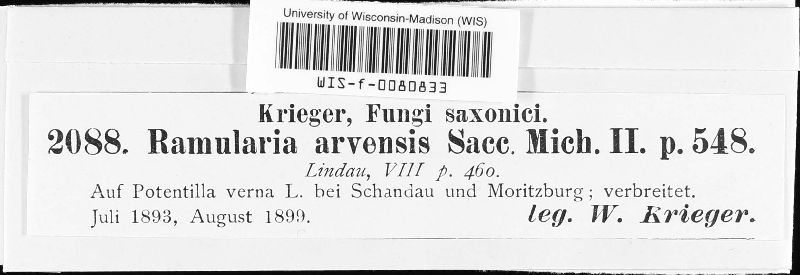 University of Wisconsin-Madison (WIS)
WIS-f-0080833
Krieger, Fungi saxonici.
2088. Ramularia arvensis Sacc. Mich. II. p. 548.
Lindau, VIII p. 460.
Auf Potentilla verna L. bei Schandau und Moritzburg; verbreitet.
Juli 1893, August 1899. leg. W. Krieger.